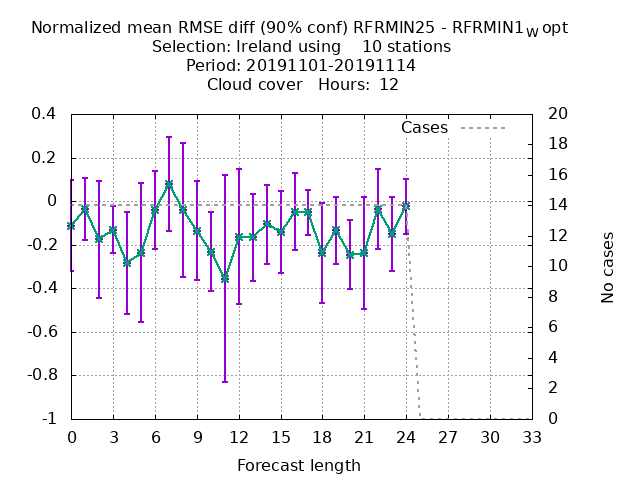 Normalized mean RMSE diff (90% conf) RFRMIN25 - RFRMIN1wopt
Selection: Ireland using    10 stations
Period: 20191101-20191114
Cloud cover   Hours: 12
Cases
0.4
0.2
0
-0.2
-0.4
-0.6
-0.8
-1
20
18
16
14
12
10
8
6
4
2
0
No cases
0 3 6 9 12 15 18 21 24 27 30 33
Forecast length